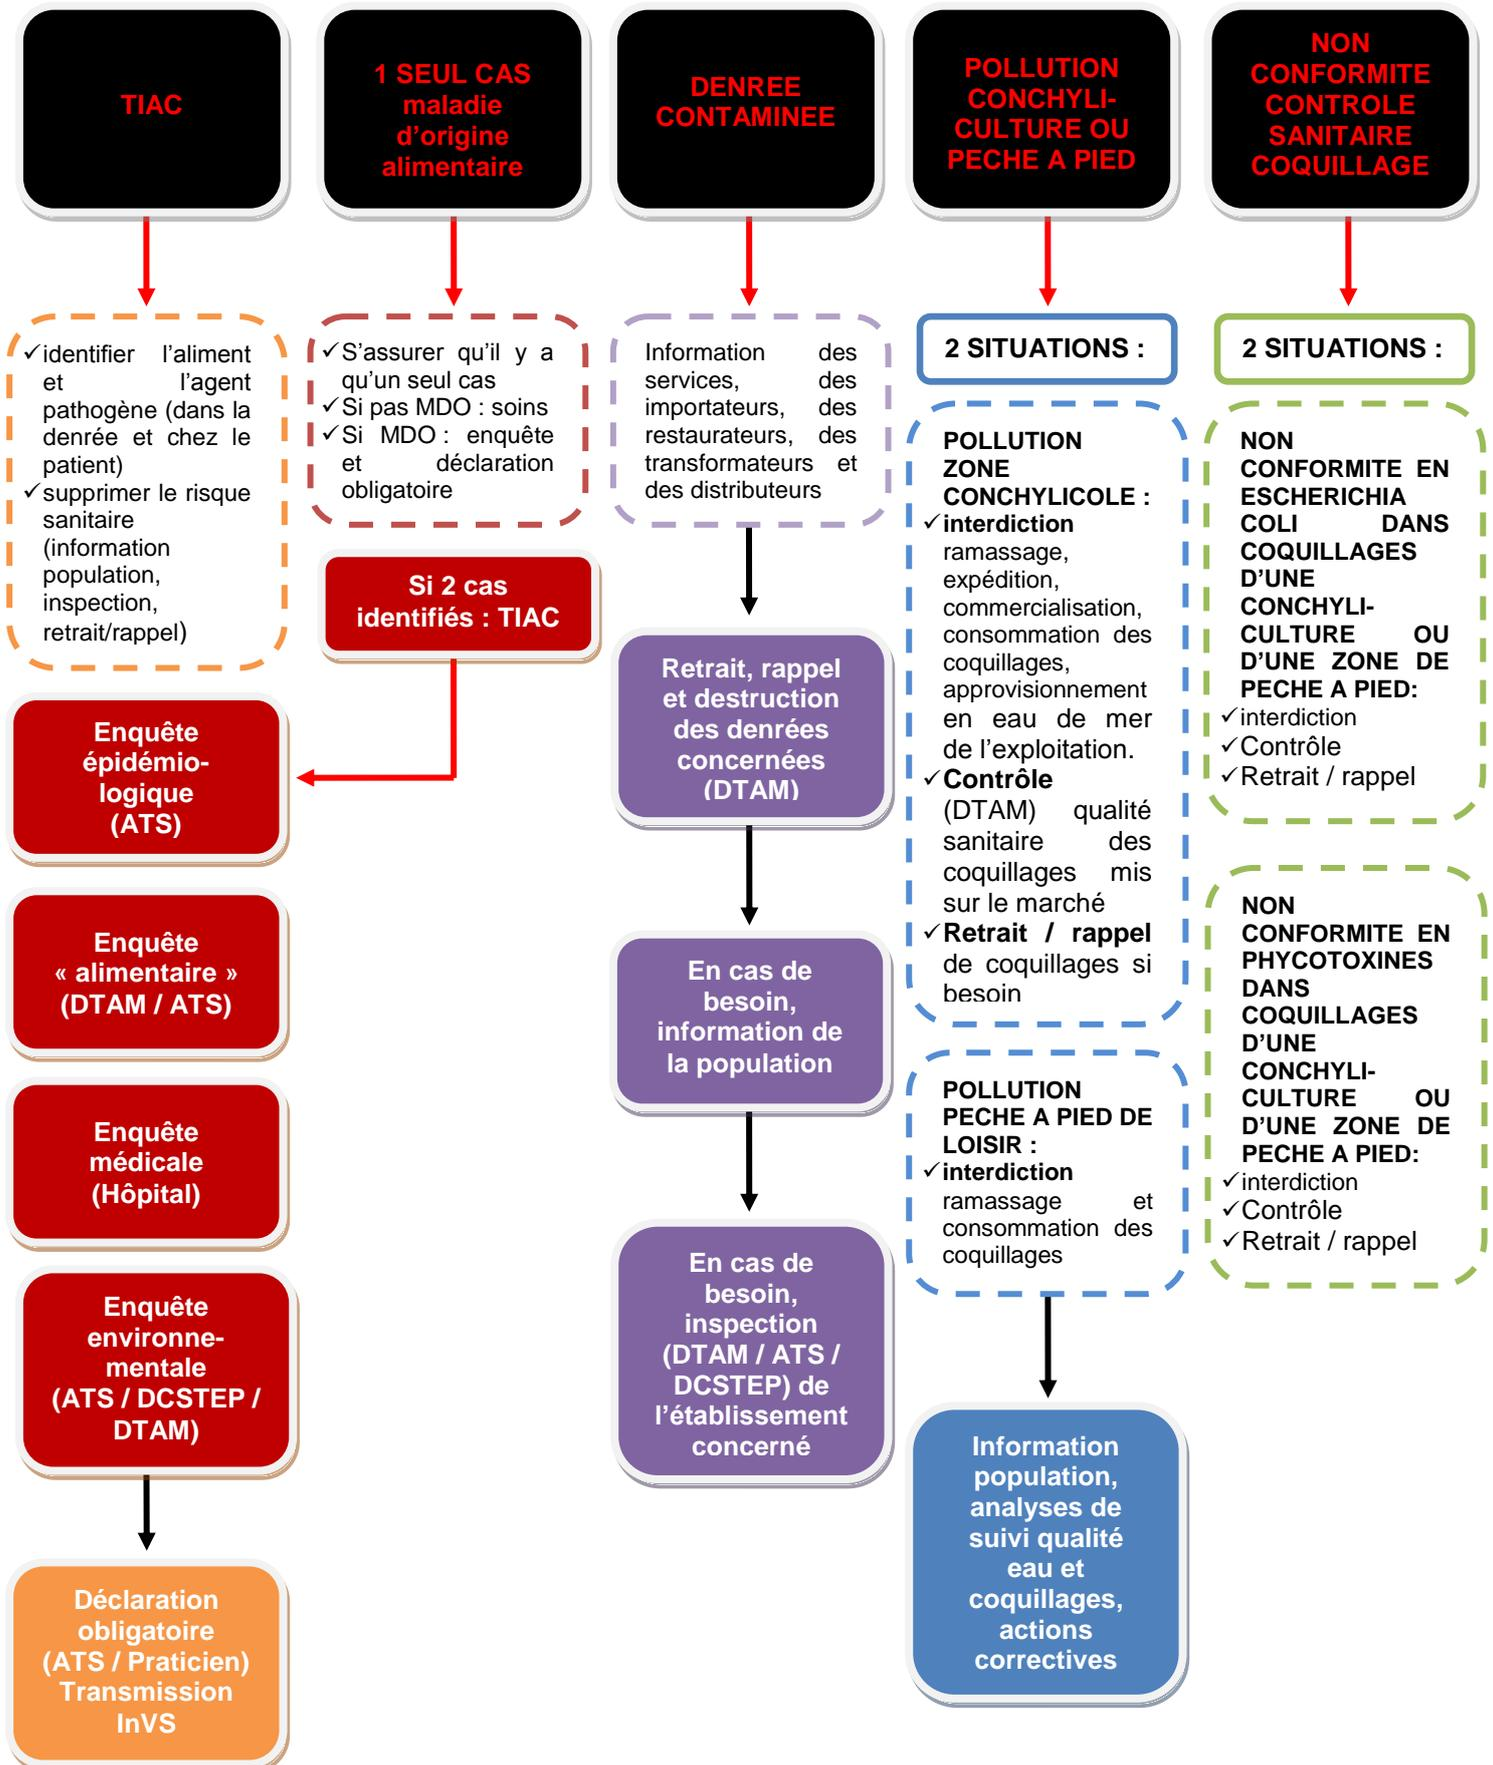 TIAC
1 SEUL CAS
maladie
d’origine
alimentaire
DENREE
CONTAMINEE
POLLUTION
CONCHYLI-
CULTURE OU
PECHE A PIED
NON
CONFORMITE
CONTROLE
SANITAIRE
COQUILLAGE
✓identifier l’aliment
et l’agent
pathogène (dans la
denrée et chez le
patient)
✓supprimer le risque
sanitaire
(information
population,
inspection,
retrait/rappel)
Enquête
épidémio-
logique
(ATS)
Enquête
« alimentaire »
(DTAM / ATS)
Enquête
médicale
(Hôpital)
Enquête
environne-
mentale
(ATS / DCSTEP /
DTAM)
Déclaration
obligatoire
(ATS / Praticien)
Transmission
InVS
✓S’assurer qu’il y a
qu’un seul cas
✓Si pas MDO : soins
✓Si MDO : enquête
et déclaration
obligatoire
Si 2 cas
identifiés : TIAC
Information des
services, des
importateurs, des
restaurateurs, des
transformateurs et
des distributeurs
Retrait, rappel
et destruction
des denrées
concernées
(DTAM)
En cas de
besoin,
information de
la population
En cas de
besoin,
inspection
(DTAM / ATS /
DCSTEP) de
l’établissement
concerné
2 SITUATIONS :
POLLUTION
ZONE
CONCHYLICOLE :
✓interdiction
ramassage,
expédition,
commercialisation,
consommation des
coquillages,
approvisionnement
en eau de mer
de l’exploitation.
✓Contrôle
(DTAM) qualité
sanitaire des
coquillages mis
sur le marché
✓Retrait / rappel
de coquillages si
besoin
POLLUTION
PECHE A PIED DE
LOISIR :
✓interdiction
ramassage et
consommation des
coquillages
Information
population,
analyses de
suivi qualité
eau et
coquillages,
actions
correctives
2 SITUATIONS :
NON
CONFORMITE EN
ESCHERICHIA
COLI DANS
COQUILLAGES
D’UNE
CONCHYLI-
CULTURE OU
D’UNE ZONE DE
PECHE A PIED:
✓interdiction
✓Contrôle
✓Retrait / rappel
NON
CONFORMITE EN
PHYCOTOXINES
DANS
COQUILLAGES
D’UNE
CONCHYLI-
CULTURE OU
D’UNE ZONE DE
PECHE A PIED:
✓interdiction
✓Contrôle
✓Retrait / rappel